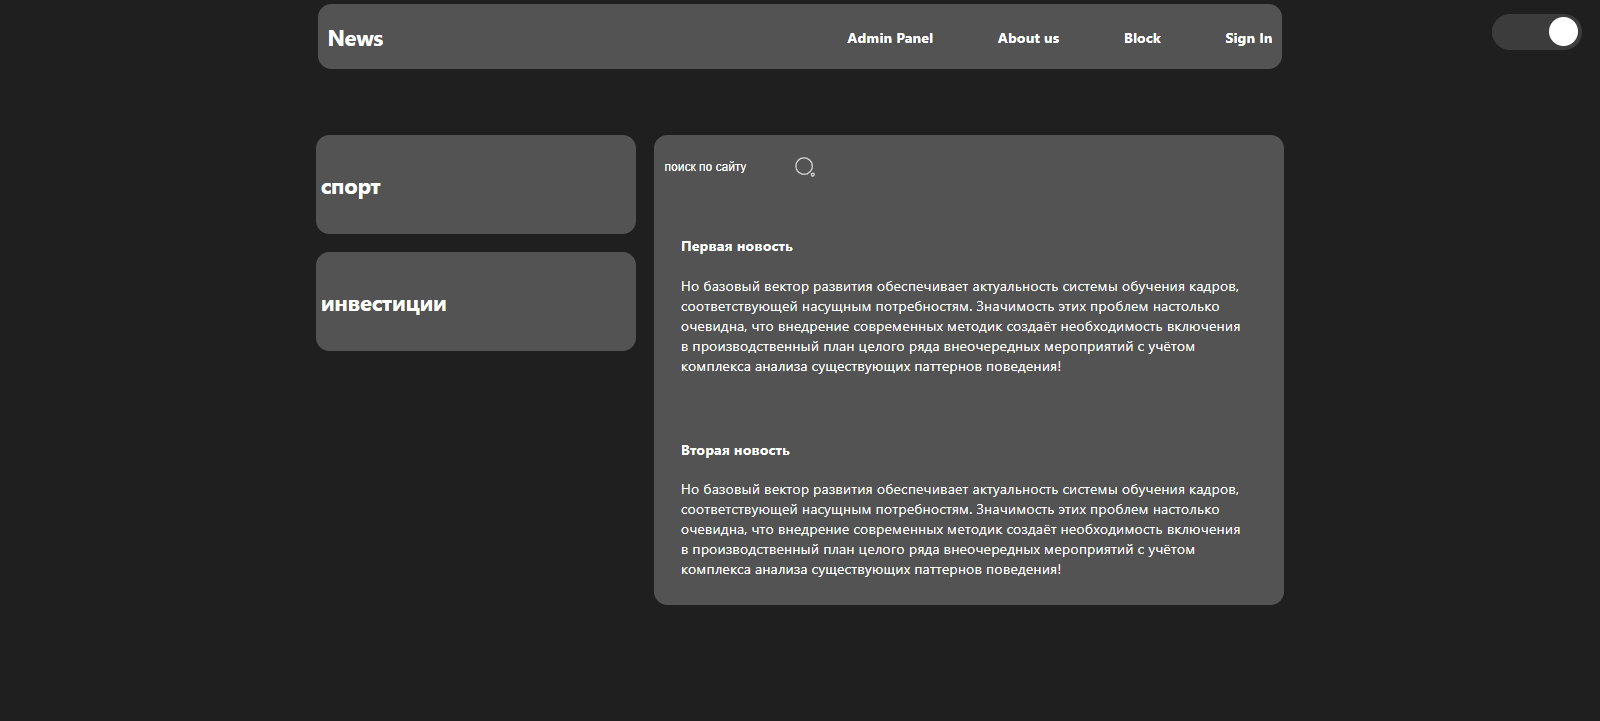 News
Admin Panel
About us
Block
Sign In
спорт
инвестиции
поиск по сайту
Первая новость
Но базовый вектор развития обеспечивает актуальность системы обучения кадров,
соответствующей насущным потребностям. Значимость этих проблем настолько
очевидна, что внедрение современных методик создаёт необходимость включения
в производственный план целого ряда внеочередных мероприятий с учётом
комплекса анализа существующих паттернов поведения!
Вторая новость
Но базовый вектор развития обеспечивает актуальность системы обучения кадров,
соответствующей насущным потребностям. Значимость этих проблем настолько
очевидна, что внедрение современных методик создаёт необходимость включения
в производственный план целого ряда внеочередных мероприятий с учётом
комплекса анализа существующих паттернов поведения!